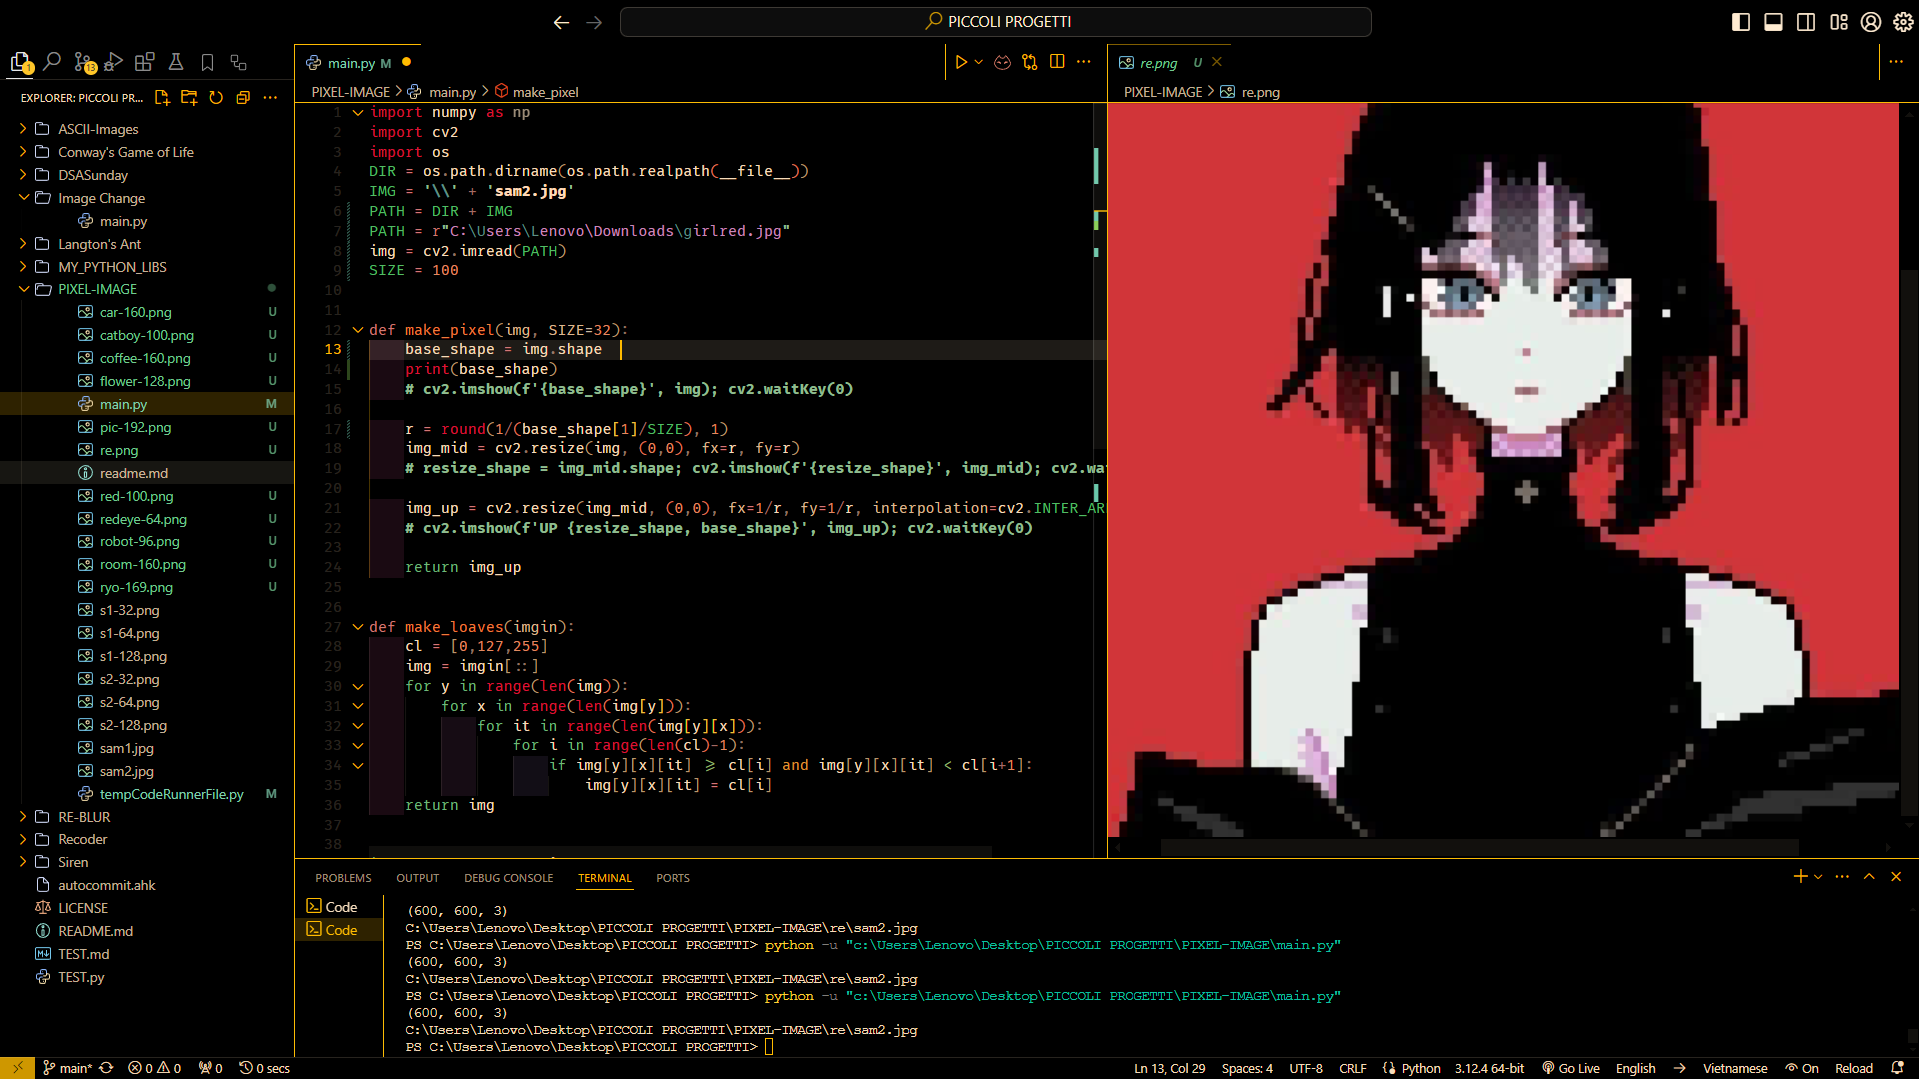 PICCOLI PROGETTI
EXPLORER: PICCOLI PR...
ASCII-Images
Conway's Game of Life
DSASunday
Image Change
main.py
Langton's Ant
MY_PYTHON_LIBS
PIXEL-IMAGE
car-160.png U
catboy-100.png U
coffee-160.png U
flower-128.png U
main.py M
pic-192.png U
re.png U
readme.md
red-100.png U
redeye-64.png U
robot-96.png U
room-160.png U
ryo-169.png U
s1-32.png
s1-64.png
s1-128.png
s2-32.png
s2-64.png
s2-128.png
sam1.jpg
sam2.jpg
tempCodeRunnerFile.py M
RE-BLUR
Recoder
Siren
autocommit.ahk
LICENSE
README.md
TEST.md
TEST.py
main.py M
PIXEL-IMAGE > main.py > make_pixel
1 import numpy as np
2 import cv2
3 import os
4 DIR = os.path.dirname(os.path.realpath(__file__))
5 IMG = '\\' + 'sam2.jpg'
6 PATH = DIR + IMG
7 PATH = r"C:\Users\Lenovo\Downloads\girlred.jpg"
8 img = cv2.imread(PATH)
9 SIZE = 100
10
11
12 def make_pixel(img, SIZE=32):
13 base_shape = img.shape
14 print(base_shape)
15 # cv2.imshow(f'{base_shape}', img); cv2.waitKey(0)
16
17 r = round(1/(base_shape[1]/SIZE), 1)
18 img_mid = cv2.resize(img, (0,0), fx=r, fy=r)
19 # resize_shape = img_mid.shape; cv2.imshow(f'{resize_shape}', img_mid); cv2.wa
20
21 img_up = cv2.resize(img_mid, (0,0), fx=1/r, fy=1/r, interpolation=cv2.INTER_AR
22 # cv2.imshow(f'UP {resize_shape, base_shape}', img_up); cv2.waitKey(0)
23
24 return img_up
25
26
27 def make_loaves(imgin):
28 cl = [0,127,255]
29 img = imgin[::]
30 for y in range(len(img)):
31 for x in range(len(img[y])):
32 for it in range(len(img[y][x])):
33 for i in range(len(cl)-1):
34 if img[y][x][it] ⩾ cl[i] and img[y][x][it] < cl[i+1]:
35 img[y][x][it] = cl[i]
36 return img
37
38
re.png U
PIXEL-IMAGE > re.png
PROBLEMS OUTPUT DEBUG CONSOLE TERMINAL PORTS
Code
Code
(600, 600, 3)
C:\Users\Lenovo\Desktop\PICCOLI PROGETTI\PIXEL-IMAGE\re\sam2.jpg
PS C:\Users\Lenovo\Desktop\PICCOLI PROGETTI> python -u "c:\Users\Lenovo\Desktop\PICCOLI PROGETTI\PIXEL-IMAGE\main.py"
(600, 600, 3)
C:\Users\Lenovo\Desktop\PICCOLI PROGETTI\PIXEL-IMAGE\re\sam2.jpg
PS C:\Users\Lenovo\Desktop\PICCOLI PROGETTI> python -u "c:\Users\Lenovo\Desktop\PICCOLI PROGETTI\PIXEL-IMAGE\main.py"
(600, 600, 3)
C:\Users\Lenovo\Desktop\PICCOLI PROGETTI\PIXEL-IMAGE\re\sam2.jpg
PS C:\Users\Lenovo\Desktop\PICCOLI PROGETTI>
main* 0 0 0 0 secs Ln 13, Col 29 Spaces: 4 UTF-8 CRLF Python 3.12.4 64-bit Go Live English Vietnamese On Reload